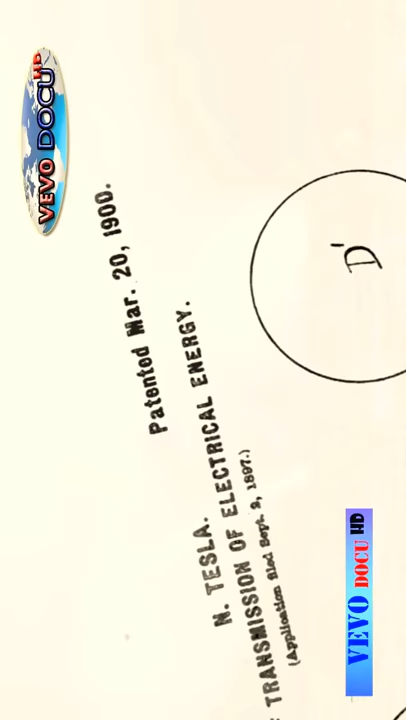 VEVO DOCU HD
Patented Mar. 20, 1900.
N. TESLA.
TRANSMISSION OF ELECTRICAL ENERGY.
(Application filed Sept. 2, 1897.)
D'
VEVO DOCU HD